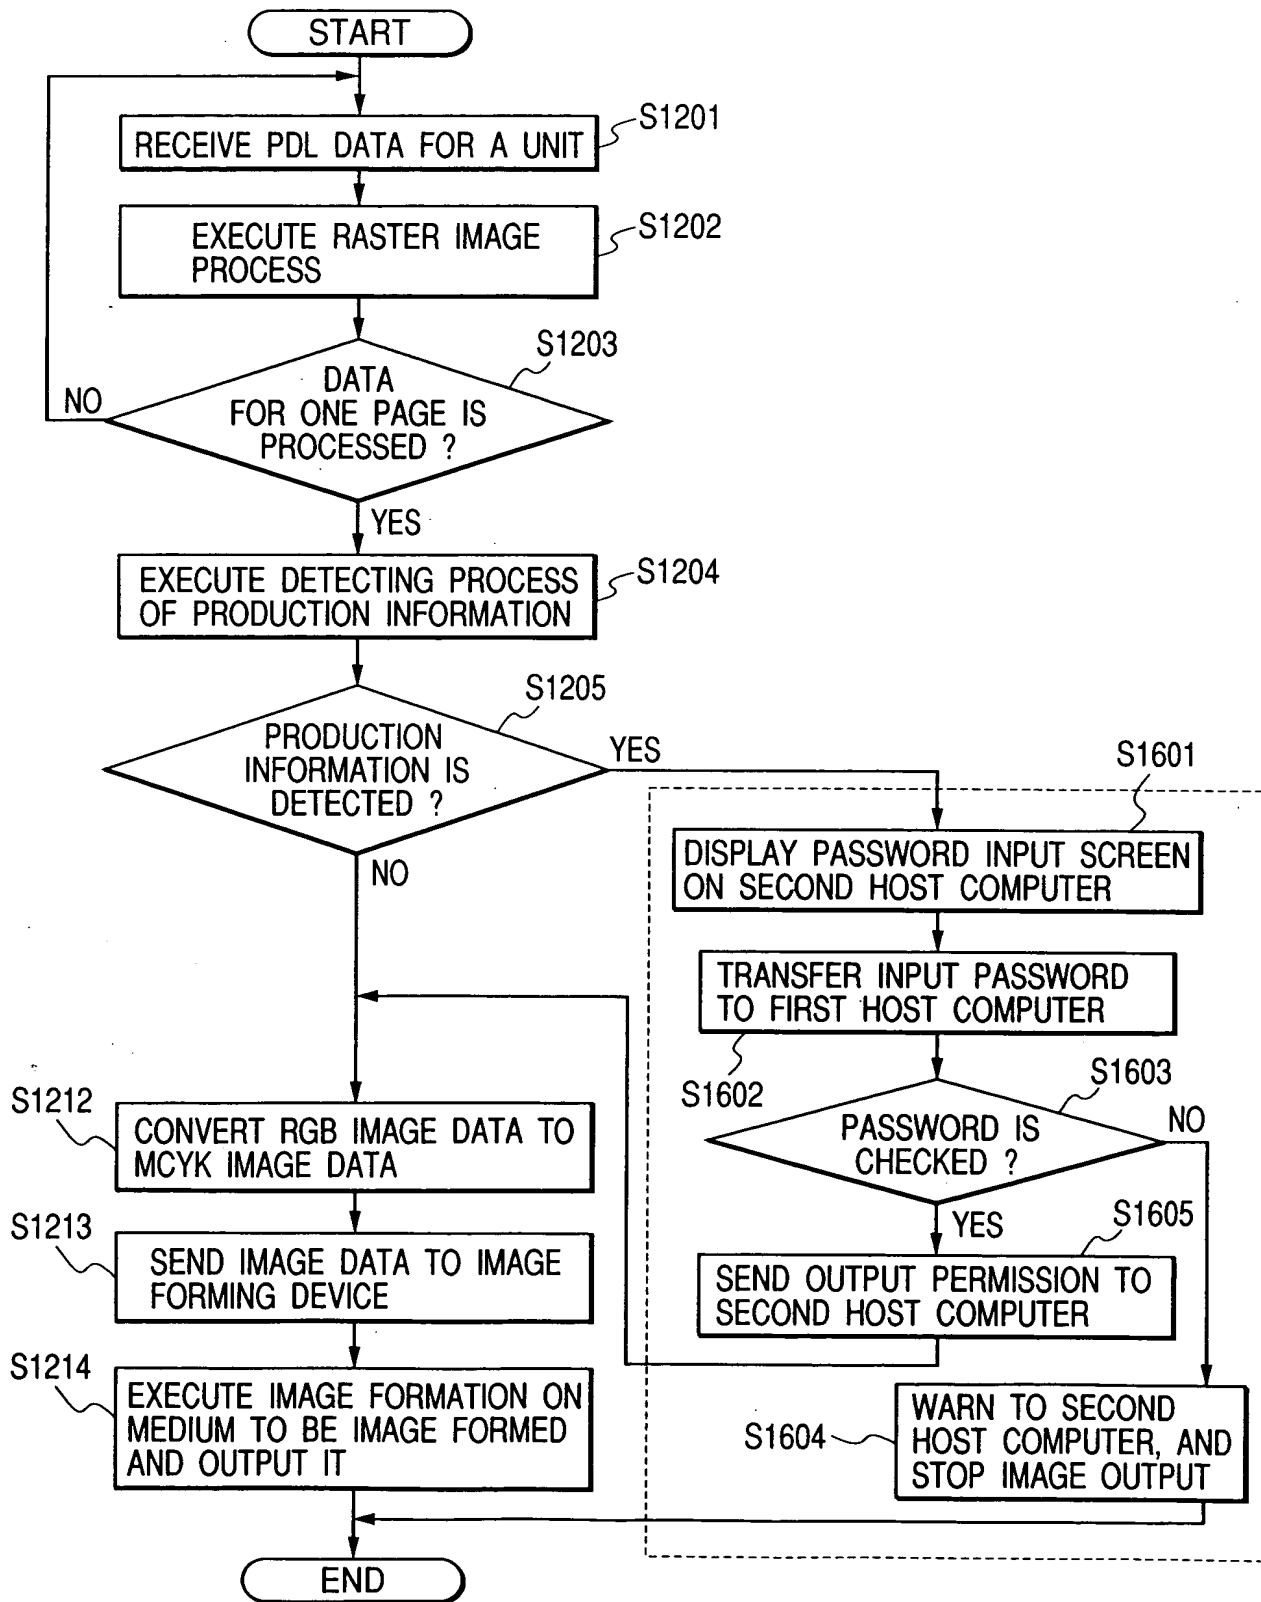 START
S1201
RECEIVE PDL DATA FOR A UNIT
S1202
EXECUTE RASTER IMAGE
PROCESS
S1203
DATA
FOR ONE PAGE IS
PROCESSED ?
NO
YES
S1204
EXECUTE DETECTING PROCESS
OF PRODUCTION INFORMATION
S1205
PRODUCTION
INFORMATION IS
DETECTED ?
YES
NO
S1601
DISPLAY PASSWORD INPUT SCREEN
ON SECOND HOST COMPUTER
TRANSFER INPUT PASSWORD
TO FIRST HOST COMPUTER
S1602
S1603
PASSWORD IS
CHECKED ?
NO
YES
S1605
SEND OUTPUT PERMISSION TO
SECOND HOST COMPUTER
S1604
WARN TO SECOND
HOST COMPUTER, AND
STOP IMAGE OUTPUT
S1212
CONVERT RGB IMAGE DATA TO
MCYK IMAGE DATA
S1213
SEND IMAGE DATA TO IMAGE
FORMING DEVICE
S1214
EXECUTE IMAGE FORMATION ON
MEDIUM TO BE IMAGE FORMED
AND OUTPUT IT
END